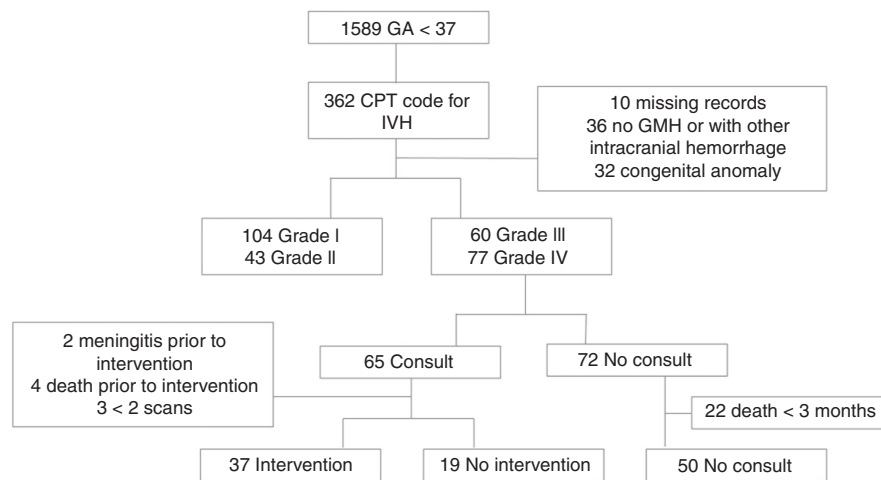 1589 GA < 37
362 CPT code for
IVH
10 missing records
36 no GMH or with other
intracranial hemorrhage
32 congenital anomaly
104 Grade I
43 Grade II
60 Grade III
77 Grade IV
2 meningitis prior to
intervention
4 death prior to intervention
3 < 2 scans
65 Consult
72 No consult
22 death < 3 months
37 Intervention
19 No intervention
50 No consult